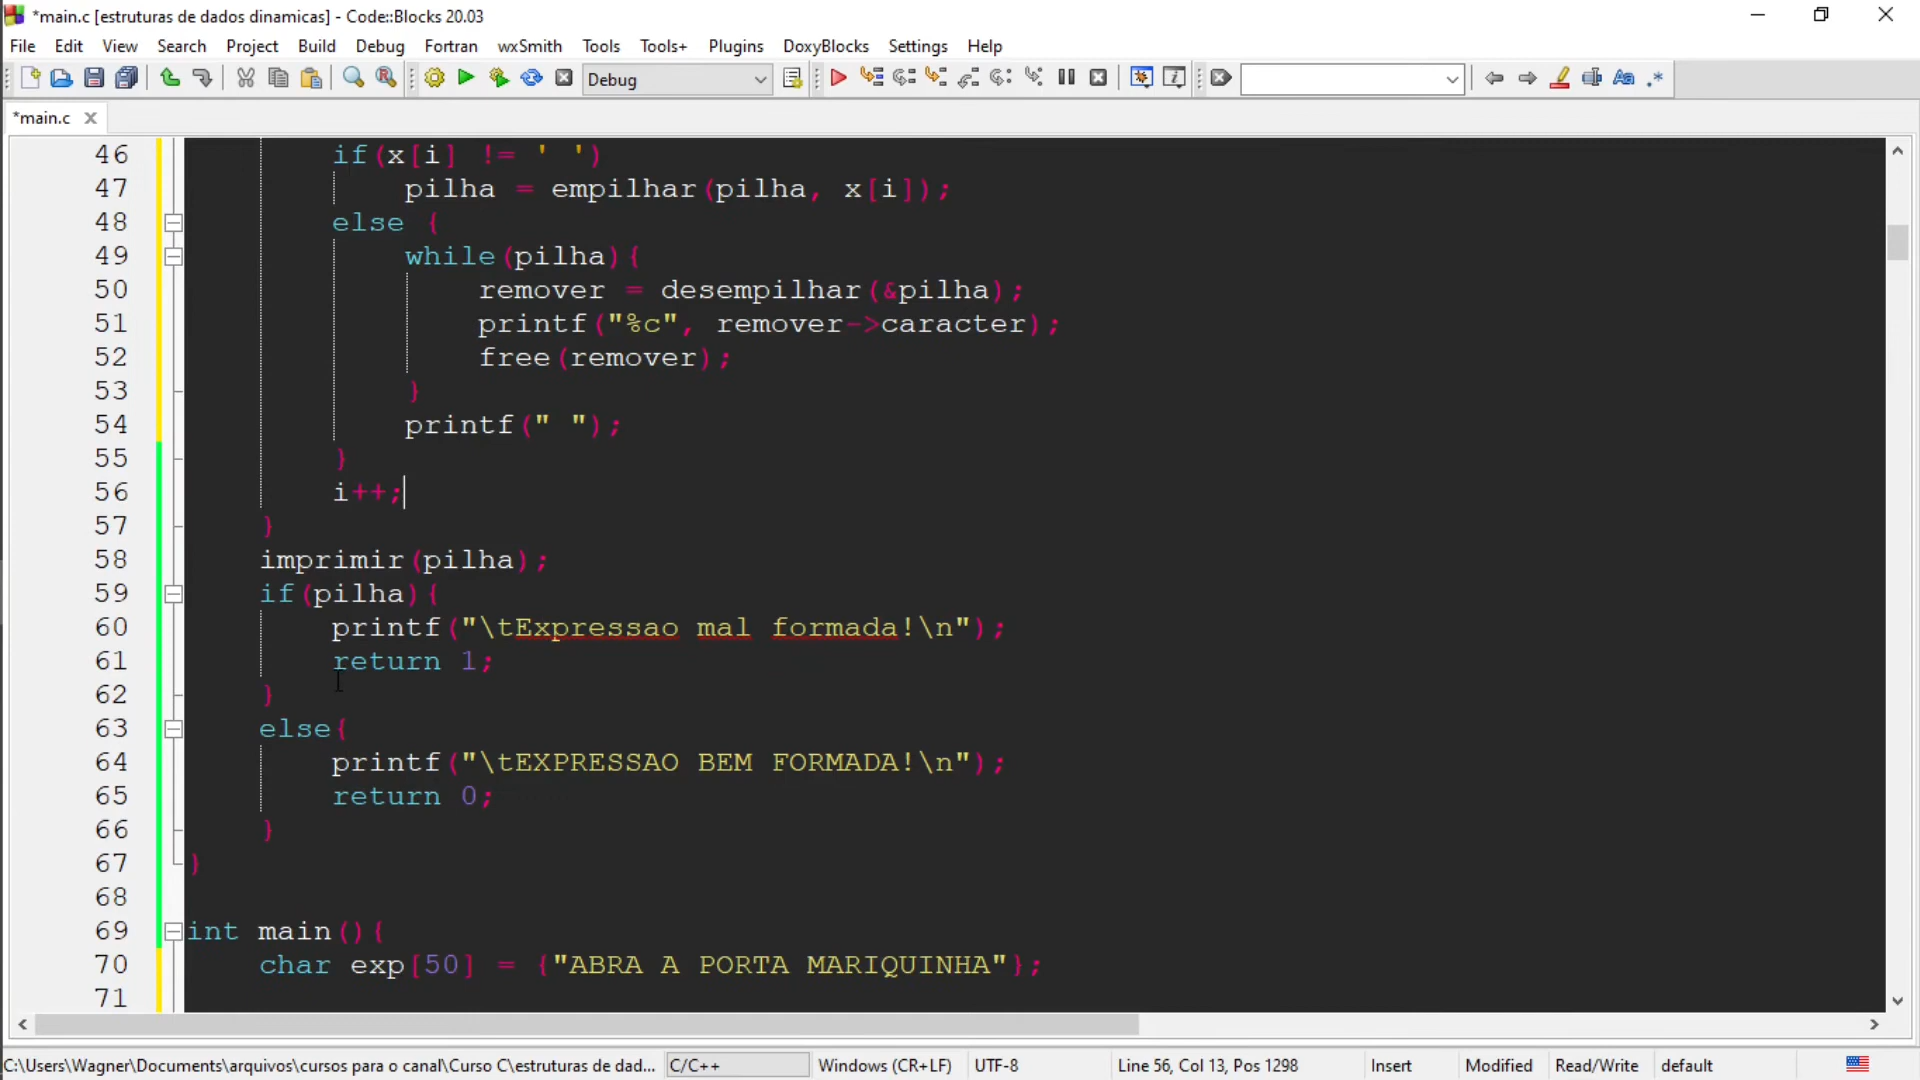 *main.c [estruturas de dados dinamicas] - Code::Blocks 20.03
File Edit View Search Project Build Debug Fortran wxSmith Tools Tools+ Plugins DoxyBlocks Settings Help
Debug
*main.c
46 if(x[i] != ' ')
47 pilha = empilhar(pilha, x[i]);
48 else {
49 while(pilha){
50 remover = desempilhar(&pilha);
51 printf("%c", remover->caracter);
52 free(remover);
53 }
54 printf(" ");
55 }
56 i++;
57 }
58 imprimir(pilha);
59 if(pilha){
60 printf("\tExpressao mal formada!\n");
61 return 1;
62 }
63 else{
64 printf("\tEXPRESSAO BEM FORMADA!\n");
65 return 0;
66 }
67 }
68
69 int main(){
70 char exp[50] = {"ABRA A PORTA MARIQUINHA"};
71
C:\Users\Wagner\Documents\arquivos\cursos para o canal\Curso C\estruturas de dad... C/C++ Windows (CR+LF) UTF-8 Line 56, Col 13, Pos 1298 Insert Modified Read/Write default